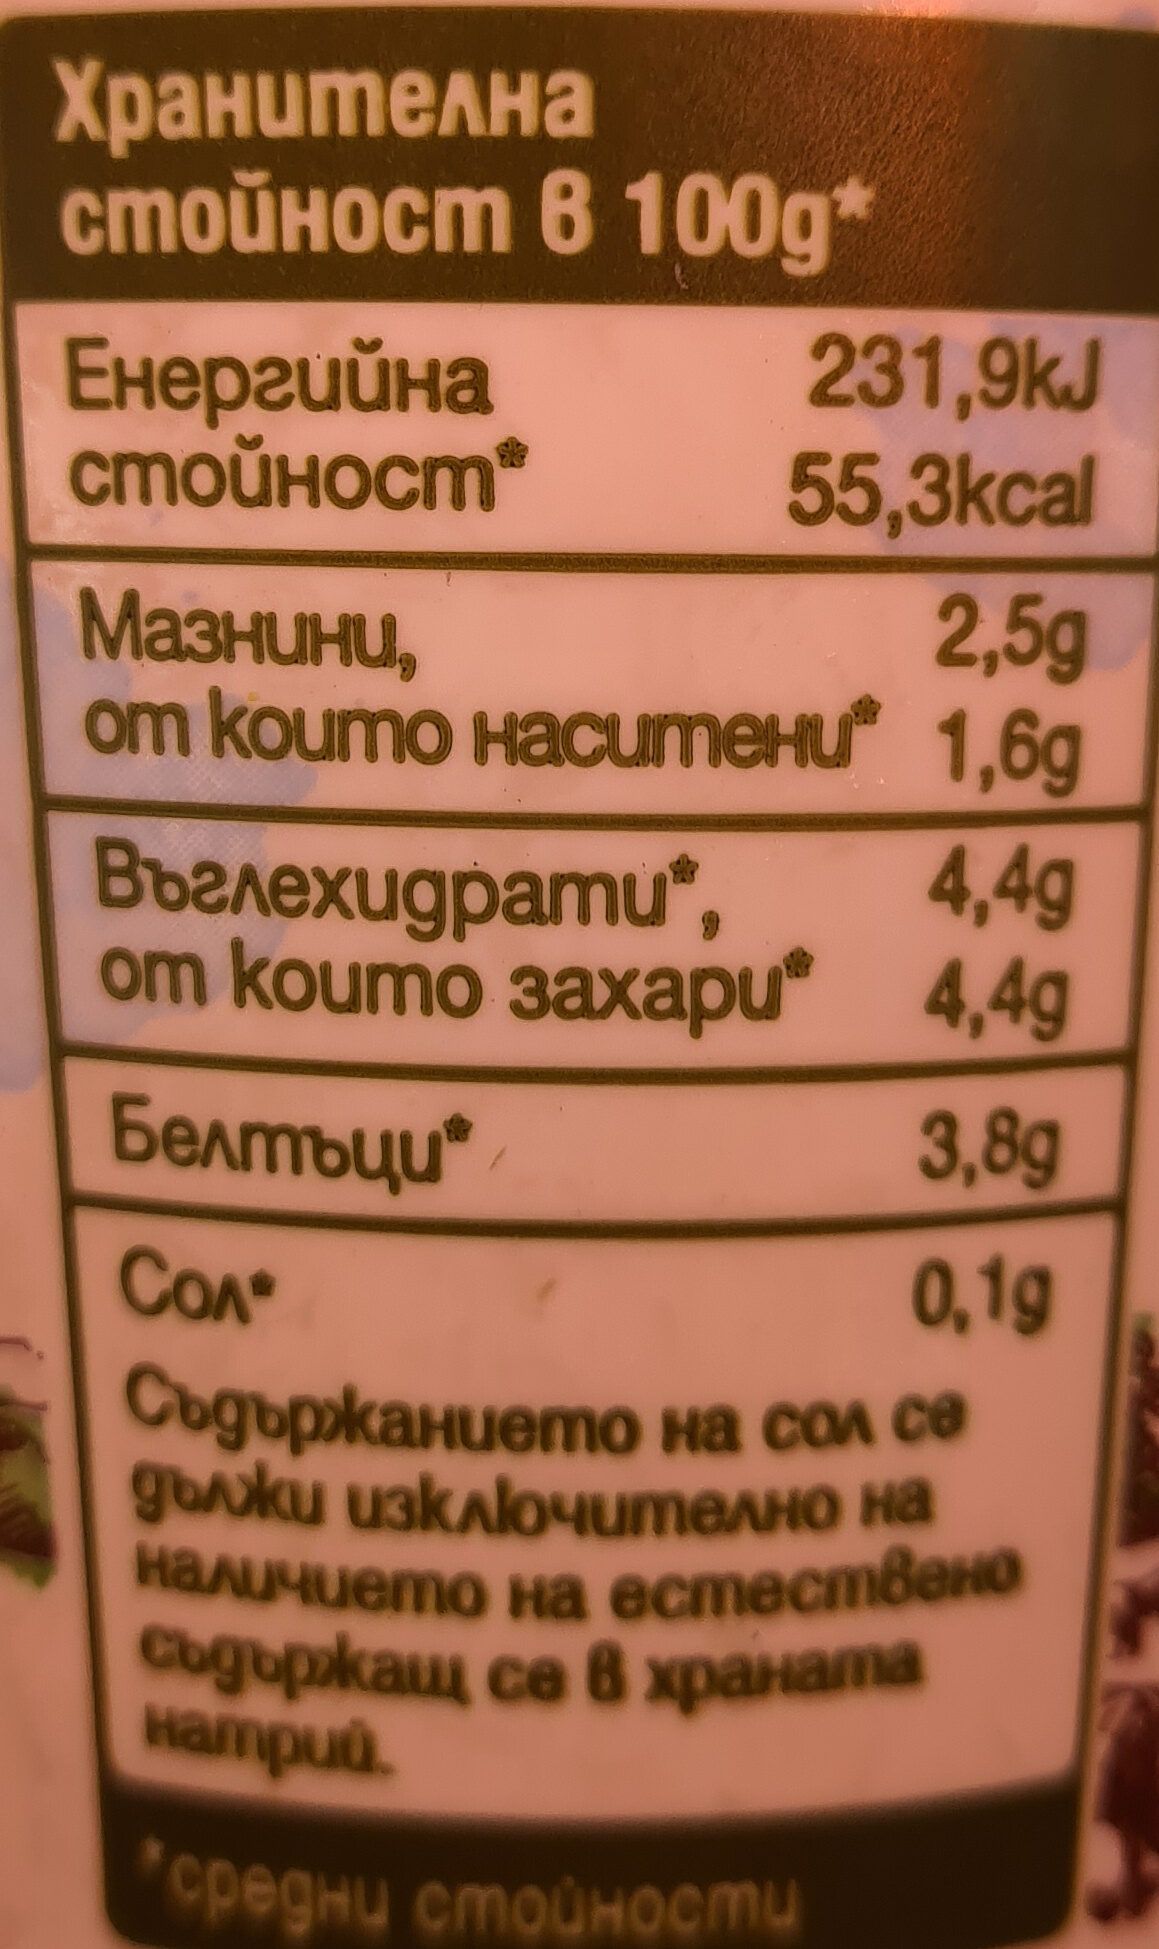 Хранителна
стойност в 100g*
Енергийна 231,9kJ
стойност* 55,3kcal
Мазнини, 2,5g
от които наситени* 1,6g
Въглехидрати*, 4,4g
от които захари* 4,4g
Белтъци* 3,8g
Сол* 0,1g
Съдържанието на сол се
дължи изключително на
наличието на естествено
съдържащ се в храната
натрий.
*средни стойности